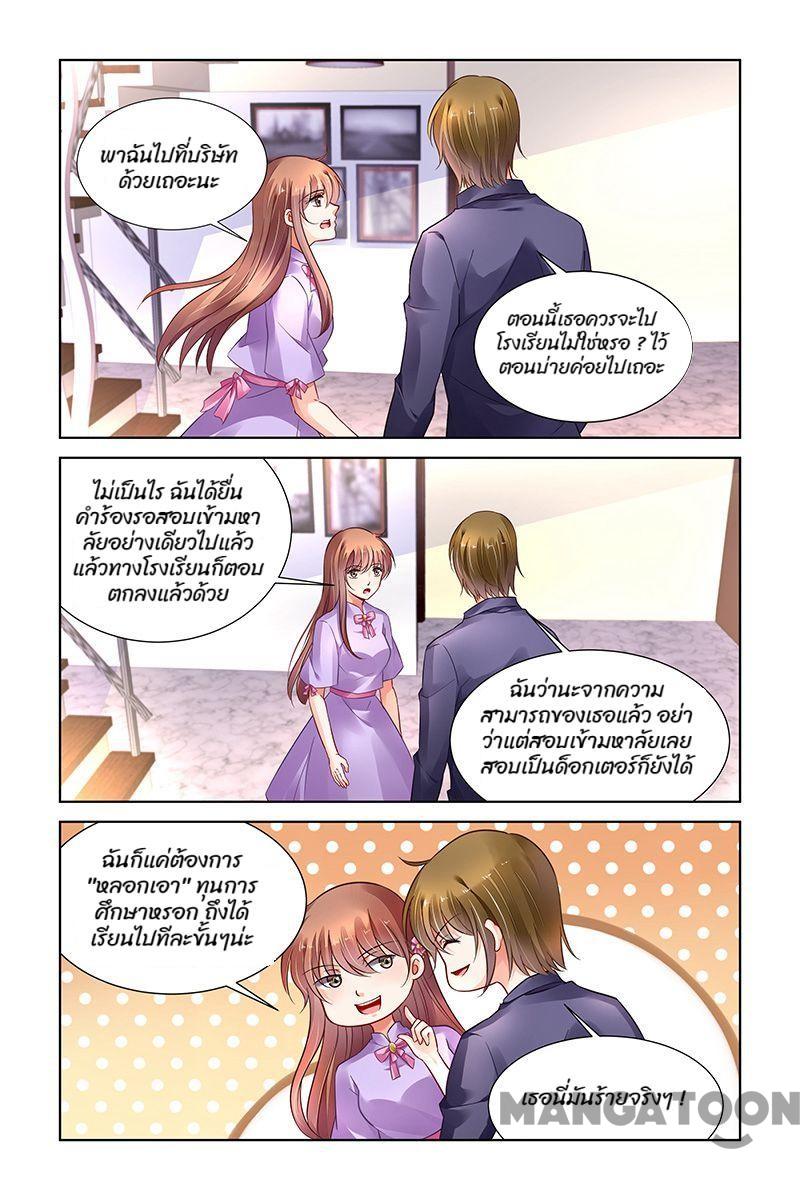 พาฉันไปที่บริษัท
ด้วยเถอะนะ
ตอนนี้เธอควรจะไป
โรงเรียนไม่ใช่หรอ ? ไว้
ตอนบ่ายค่อยไปเถอะ
ไม่เป็นไร ฉันได้ยื่น
คำร้องรอสอบเข้ามหา
ลัยอย่างเดียวไปแล้ว
แล้วทางโรงเรียนก็ตอบ
ตกลงแล้วด้วย
ฉันว่านะจากความ
สามารถของเธอแล้ว อย่า
ว่าแต่สอบเข้ามหาลัยเลย
สอบเป็นด็อกเตอร์ก็ยังได้
ฉันก็แค่ต้องการ
"หลอกเอา" ทุนการ
ศึกษาหรอก ถึงได้
เรียนไปทีละขั้นๆน่ะ
เธอนี่มันร้ายจริงๆ !
MANGATOON